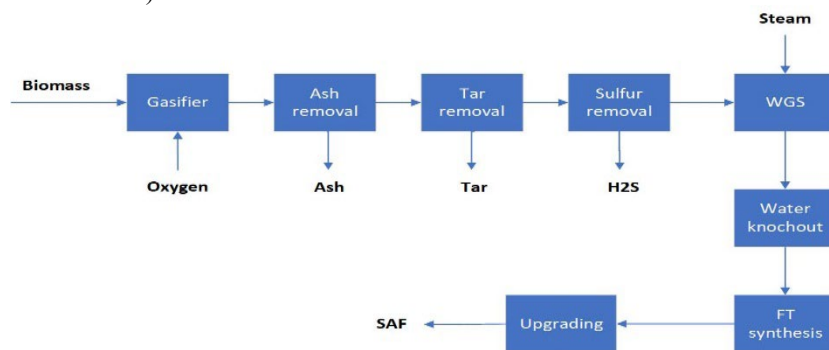 Steam
Biomass
Gasifier
Ash
removal
Tar
removal
Sulfur
removal
WGS
Oxygen
Ash
Tar
H2S
Water
knochout
SAF
Upgrading
FT
synthesis